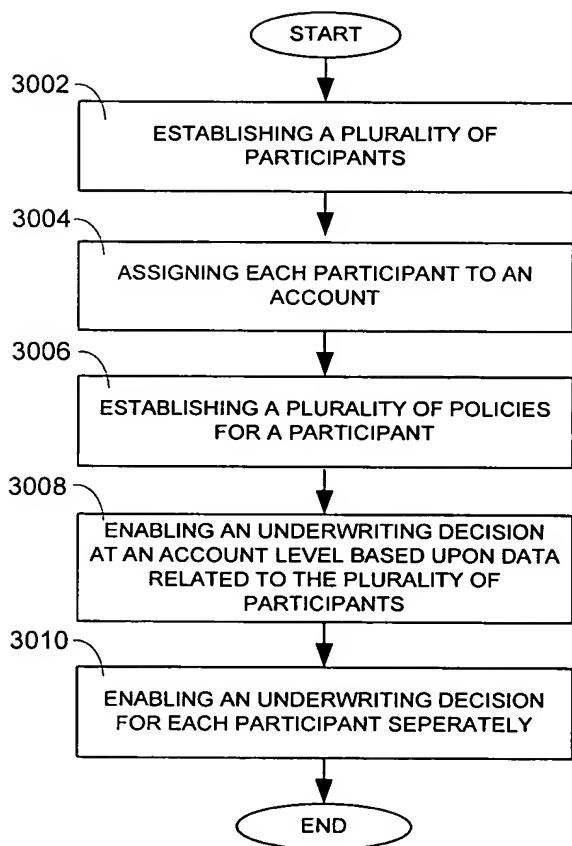 START
3002
ESTABLISHING A PLURALITY OF
PARTICIPANTS
3004
ASSIGNING EACH PARTICIPANT TO AN
ACCOUNT
3006
ESTABLISHING A PLURALITY OF POLICIES
FOR A PARTICIPANT
3008
ENABLING AN UNDERWRITING DECISION
AT AN ACCOUNT LEVEL BASED UPON DATA
RELATED TO THE PLURALITY OF
PARTICIPANTS
3010
ENABLING AN UNDERWRITING DECISION
FOR EACH PARTICIPANT SEPERATELY
END